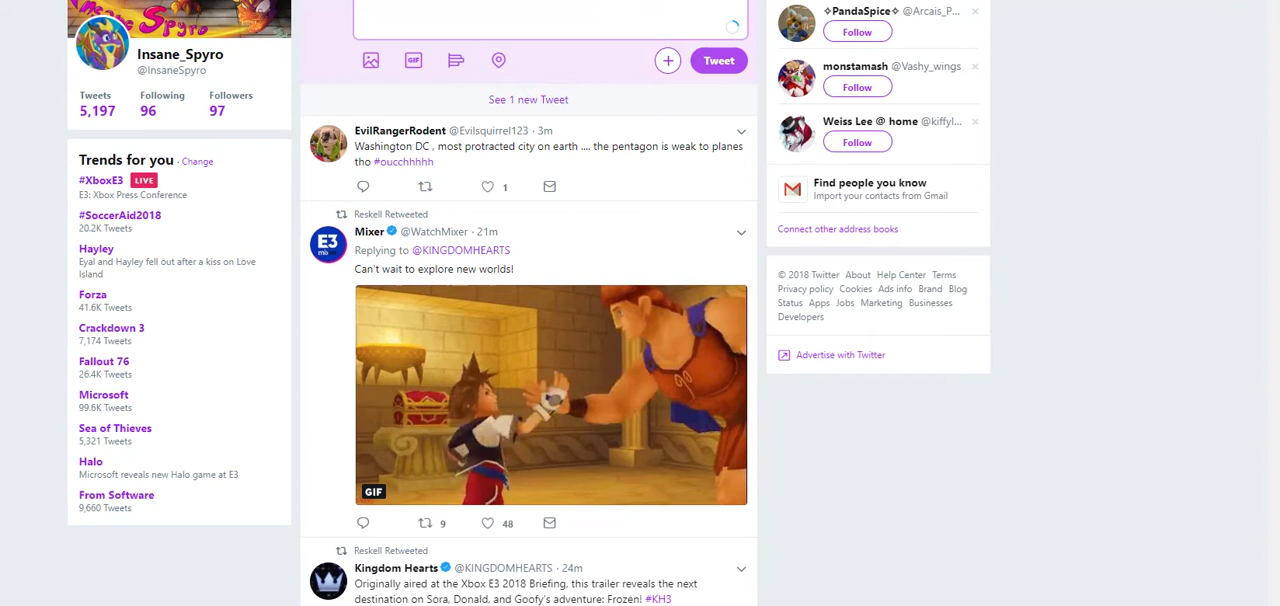 Insane_Spyro
@InsaneSpyro
Tweets Following Followers
5,197 96 97
Trends for you · Change
#XboxE3 LIVE
E3: Xbox Press Conference
#SoccerAid2018
20.2K Tweets
Hayley
Eyal and Hayley fell out after a kiss on Love
Island
Forza
41.6K Tweets
Crackdown 3
7,174 Tweets
Fallout 76
26.4K Tweets
Microsoft
99.6K Tweets
Sea of Thieves
5,321 Tweets
Halo
Microsoft reveals new Halo game at E3
From Software
9,660 Tweets
GIF
Tweet
See 1 new Tweet
EvilRangerRodent @Evilsquirrel123 · 3m
Washington DC , most protracted city on earth .... the pentagon is weak to planes
tho #oucchhhhh
1
Reskell Retweeted
Mixer @WatchMixer · 21m
E3
Replying to @KINGDOMHEARTS
Can't wait to explore new worlds!
GIF
9 48
Reskell Retweeted
Kingdom Hearts @KINGDOMHEARTS · 24m
Originally aired at the Xbox E3 2018 Briefing, this trailer reveals the next
destination on Sora, Donald, and Goofy's adventure: Frozen! #KH3
✧PandaSpice✧ @Arcais_P...
Follow
monstamash @Vashy_wings
Follow
Weiss Lee @ home @kiffyl...
Follow
Find people you know
Import your contacts from Gmail
Connect other address books
© 2018 Twitter About Help Center Terms
Privacy policy Cookies Ads info Brand Blog
Status Apps Jobs Marketing Businesses
Developers
Advertise with Twitter